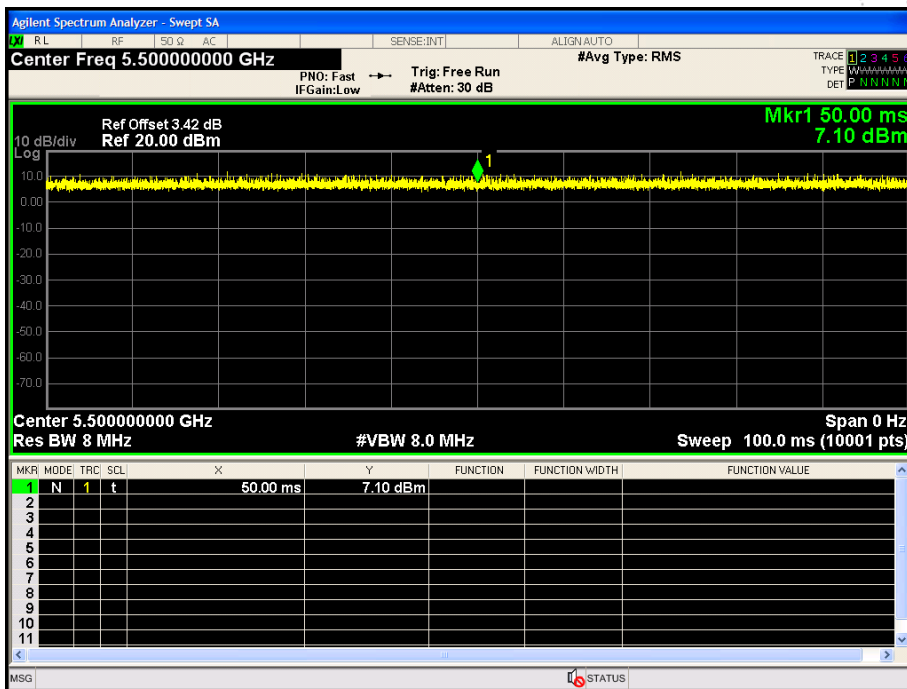 Agilent Spectrum Analyzer - Swept SA
LXI RL RF 50 Ω AC SENSE:INT ALIGN AUTO
Center Freq 5.500000000 GHz #Avg Type: RMS TRACE 1 2 3 4 5
PNO: Fast Trig: Free Run TYPE
IFGain:Low #Atten: 30 dB DET P N N N N
Mkr1 50.00 ms
Ref Offset 3.42 dB
10 dB/div Ref 20.00 dBm 7.10 dBm
Log
1
10.0
0.00
-10.0
-20.0
-30.0
-40.0
-50.0
-60.0
-70.0
Center 5.500000000 GHz Span 0 Hz
Res BW 8 MHz #VBW 8.0 MHz Sweep 100.0 ms (10001 pts)
MKR MODE TRC SCL X Y FUNCTION FUNCTION WIDTH FUNCTION VALUE
1 N 1 t 50.00 ms 7.10 dBm
2
3
4
5
6
7
8
9
10
11
MSG STATUS